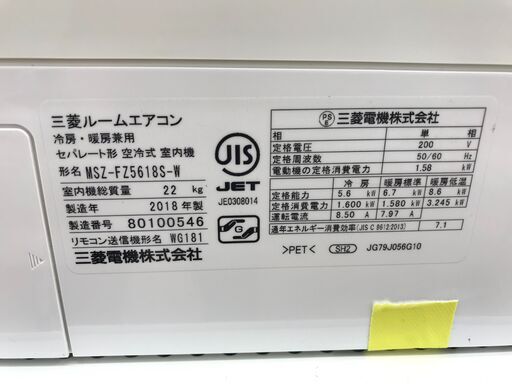 三菱ルームエアコン
冷房・暖房兼用
セパレート形 空冷式 室内機
形名 MSZ-FZ5618S-W
室内機総質量 22 kg
製造年 2018 年
製造番号 80100546
リモコン送信機形名 WG181
三菱電機株式会社
JIS
JET
JE0308014
PS E 三菱電機株式会社
相 単 相
定格電圧 200 V
定格周波数 50/60 Hz
電動機の定格消費電力 1.58 kW
冷 房 暖房標準 暖房低温
定格能力 5.6 kW 6.7 kW 8.6 kW
定格消費電力 1.600 kW 1.580 kW 3.245 kW
運転電流 8.50 A 7.97 A
通年エネルギー消費効率(JIS C 9612:2013) 7.1
>PET< SH2 JG79J056G10